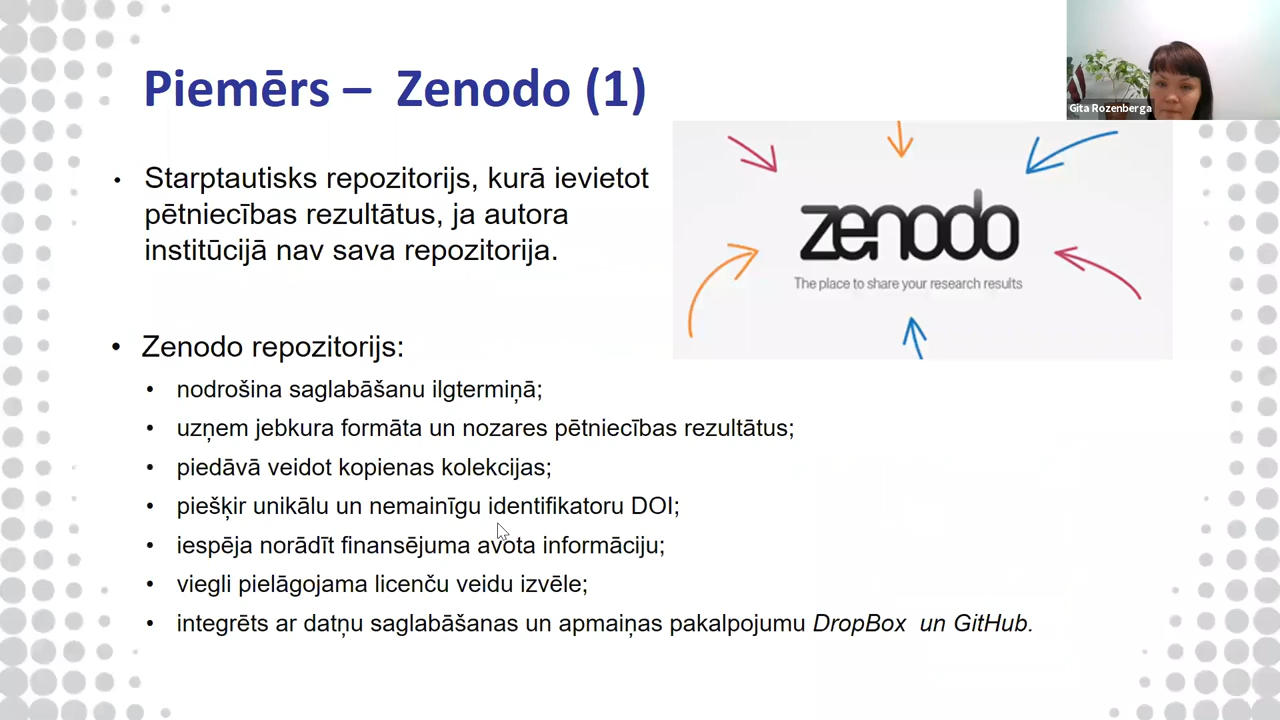 Piemērs – Zenodo (1)
Gita Rozenberga
• Starptautisks repozitorijs, kurā ievietot
pētniecības rezultātus, ja autora
institūcijā nav sava repozitorija.
zenodo
The place to share your research results
• Zenodo repozitorijs:
• nodrošina saglabāšanu ilgtermiņā;
• uzņem jebkura formāta un nozares pētniecības rezultātus;
• piedāvā veidot kopienas kolekcijas;
• piešķir unikālu un nemainīgu identifikatoru DOI;
• iespēja norādīt finansējuma avota informāciju;
• viegli pielāgojama licenču veidu izvēle;
• integrēts ar datņu saglabāšanas un apmaiņas pakalpojumu DropBox un GitHub.